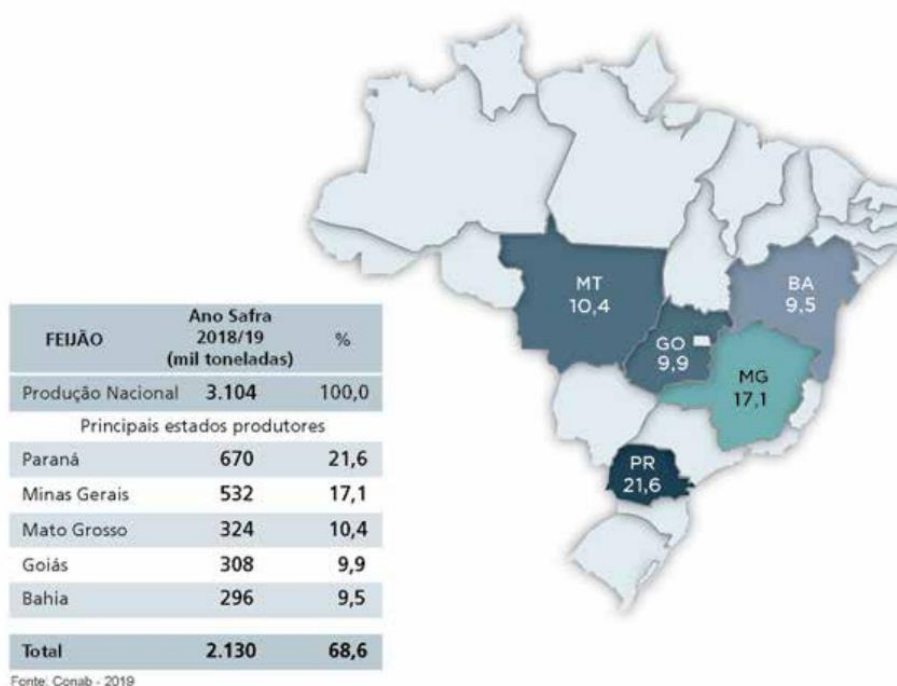 FEIJÃO
Ano Safra
2018/19
(mil toneladas)
%
Produção Nacional 3.104 100,0
Principais estados produtores
Paraná 670 21,6
Minas Gerais 532 17,1
Mato Grosso 324 10,4
Goiás 308 9,9
Bahia 296 9,5
Total 2.130 68,6
Fonte: Conab - 2019
MT
10,4
BA
9,5
GO
9,9
MG
17,1
PR
21,6